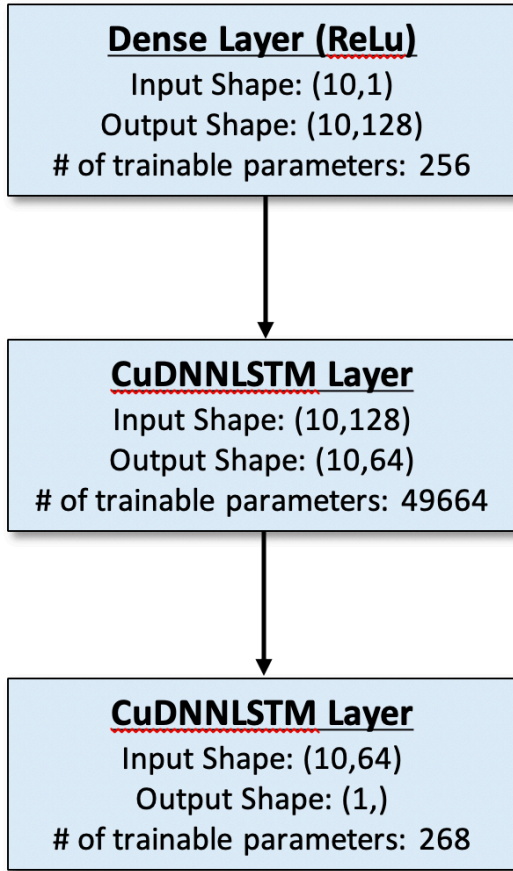 Dense Layer (ReLu)
Input Shape: (10,1)
Output Shape: (10,128)
# of trainable parameters: 256
CuDNNLSTM Layer
Input Shape: (10,128)
Output Shape: (10,64)
# of trainable parameters: 49664
CuDNNLSTM Layer
Input Shape: (10,64)
Output Shape: (1,)
# of trainable parameters: 268